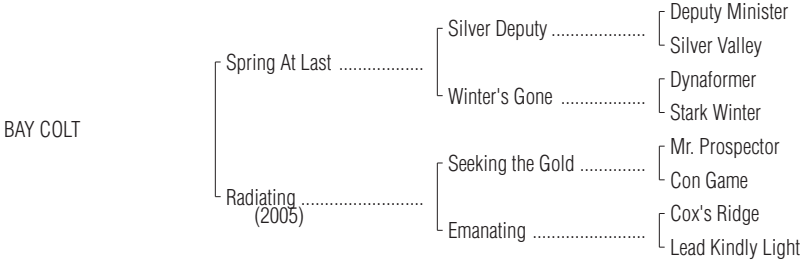 Deputy Minister
Silver Deputy ....................
Silver Valley
Spring At Last ..................
Dynaformer
Winter's Gone ..................
Stark Winter
BAY COLT
Mr. Prospector
Seeking the Gold ..............
Con Game
Radiating ..........................
(2005)
Cox's Ridge
Emanating ........................
Lead Kindly Light